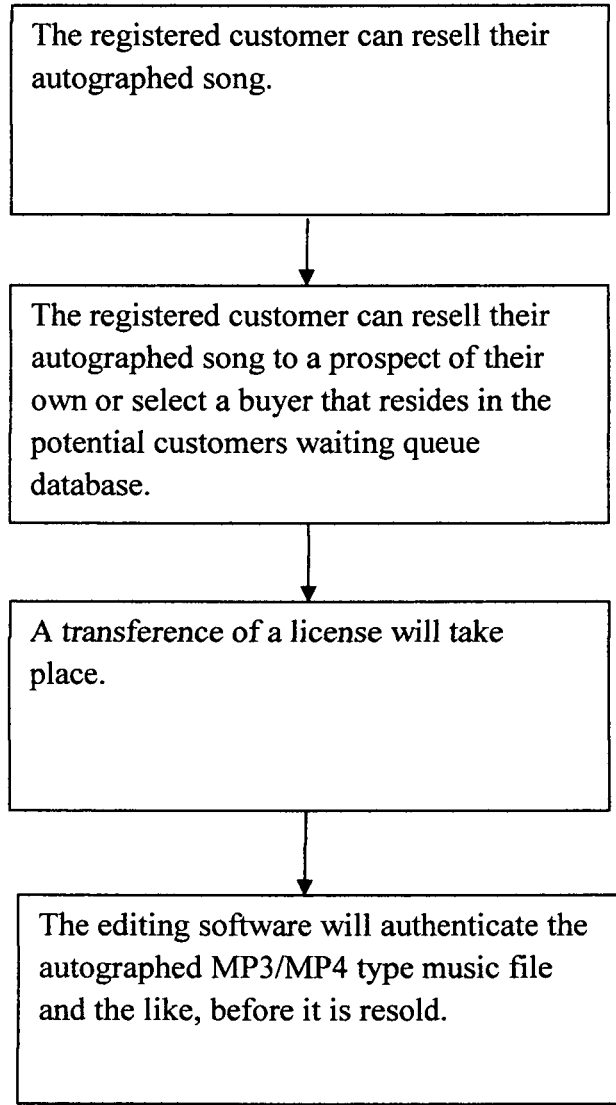 The registered customer can resell their
autographed song.
The registered customer can resell their
autographed song to a prospect of their
own or select a buyer that resides in the
potential customers waiting queue
database.
A transference of a license will take
place.
The editing software will authenticate the
autographed MP3/MP4 type music file
and the like, before it is resold.